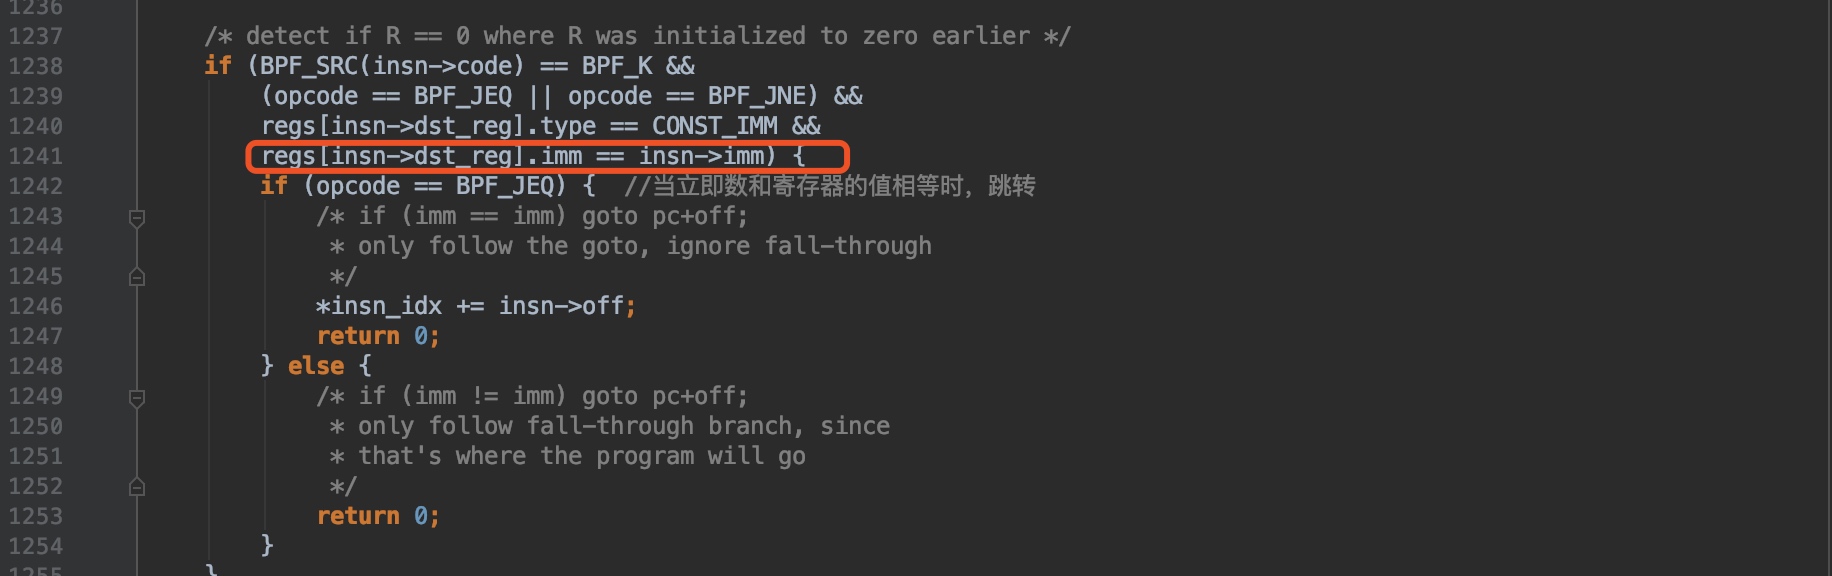 1236
1237 /* detect if R == 0 where R was initialized to zero earlier */
1238 if (BPF_SRC(insn->code) == BPF_K &&
1239 (opcode == BPF_JEQ || opcode == BPF_JNE) &&
1240 regs[insn->dst_reg].type == CONST_IMM &&
1241 regs[insn->dst_reg].imm == insn->imm) {
1242 if (opcode == BPF_JEQ) { //当立即数和寄存器的值相等时，跳转
1243 /* if (imm == imm) goto pc+off;
1244 * only follow the goto, ignore fall-through
1245 */
1246 *insn_idx += insn->off;
1247 return 0;
1248 } else {
1249 /* if (imm != imm) goto pc+off;
1250 * only follow fall-through branch, since
1251 * that's where the program will go
1252 */
1253 return 0;
1254 }
1255 }